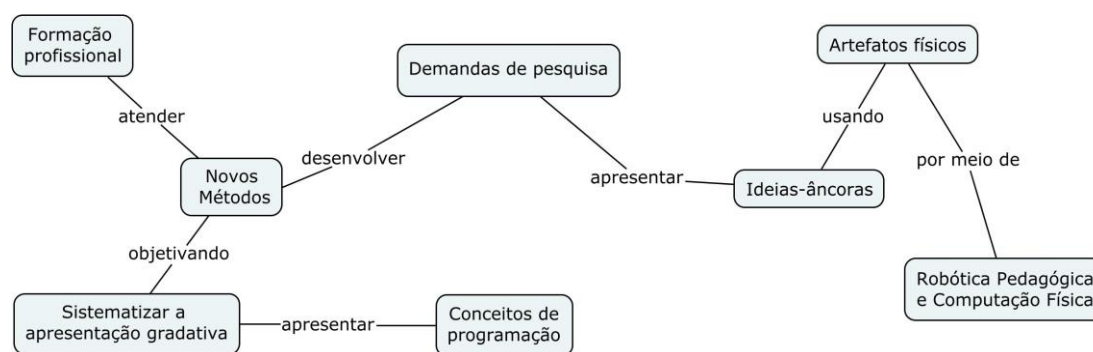 Formação
profissional
atender
Novos
Métodos
objetivando
Sistematizar a
apresentação gradativa
apresentar
Conceitos de
programação
desenvolver
Demandas de pesquisa
apresentar
Ideias-âncoras
usando
Artefatos físicos
por meio de
Robótica Pedagógica
e Computação Física